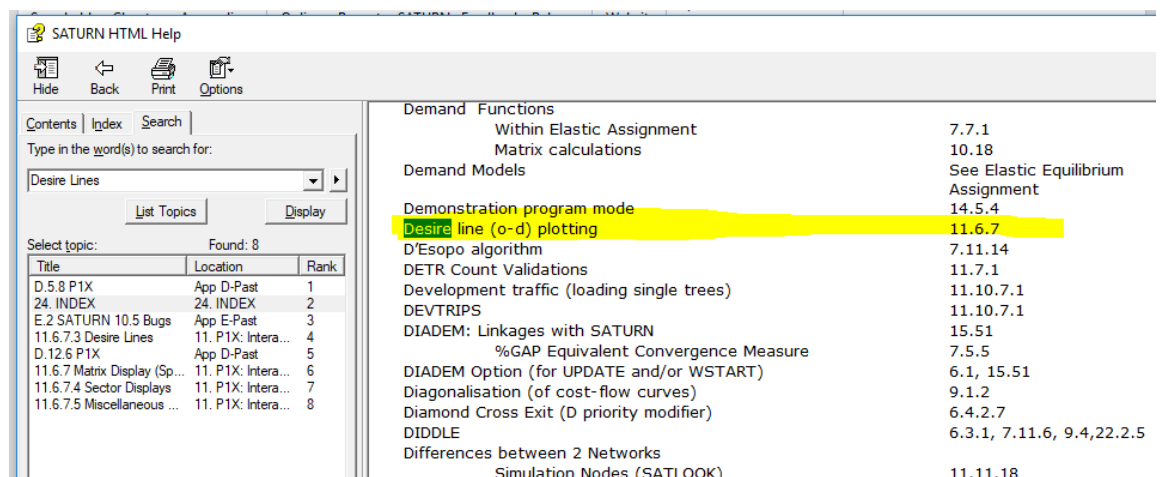 SATURN HTML Help
Hide Back Print Options
Contents Index Search
Type in the word(s) to search for:
Desire Lines
List Topics Display
Select topic: Found: 8
Title Location Rank
D.5.8 P1X App D-Past 1
24. INDEX 24. INDEX 2
E.2 SATURN 10.5 Bugs App E-Past 3
11.6.7.3 Desire Lines 11. P1X: Intera... 4
D.12.6 P1X App D-Past 5
11.6.7 Matrix Display (Sp... 11. P1X: Intera... 6
11.6.7.4 Sector Displays 11. P1X: Intera... 7
11.6.7.5 Miscellaneous ... 11. P1X: Intera... 8
Demand Functions
Within Elastic Assignment 7.7.1
Matrix calculations 10.18
Demand Models See Elastic Equilibrium
Assignment
Demonstration program mode 14.5.4
Desire line (o-d) plotting 11.6.7
D’Esopo algorithm 7.11.14
DETR Count Validations 11.7.1
Development traffic (loading single trees) 11.10.7.1
DEVTRIPS 11.10.7.1
DIADEM: Linkages with SATURN 15.51
%GAP Equivalent Convergence Measure 7.5.5
DIADEM Option (for UPDATE and/or WSTART) 6.1, 15.51
Diagonalisation (of cost-flow curves) 9.1.2
Diamond Cross Exit (D priority modifier) 6.4.2.7
DIDDLE 6.3.1, 7.11.6, 9.4,22.2.5
Differences between 2 Networks
Simulation Nodes (SATLOOK) 11.11.18